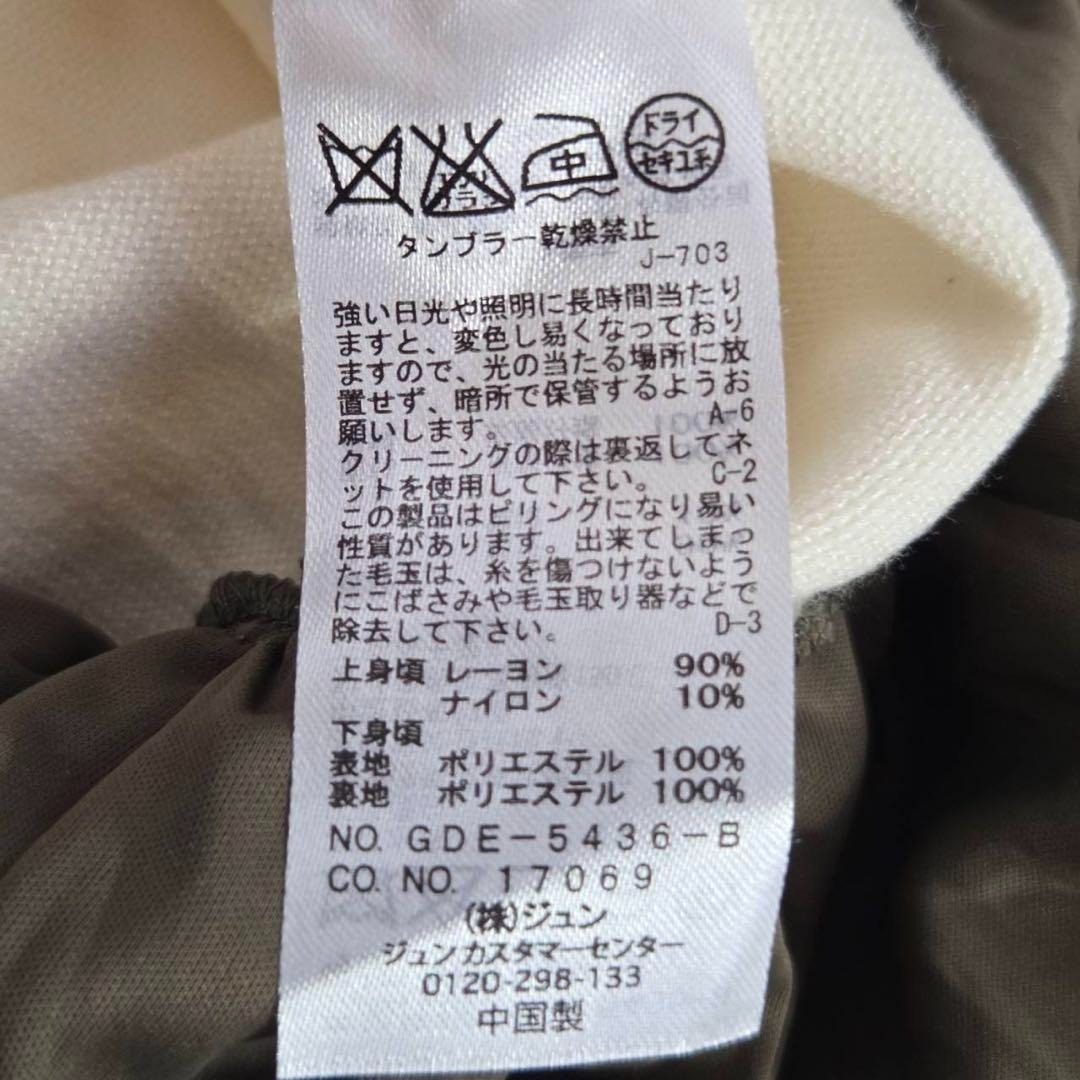 中
ドライ
セキユ系
タンブラー乾燥禁止
J-703
強い日光や照明に長時間当たり
ますと、変色し易くなっており
ますので、光の当たる場所に放
置せず、暗所で保管するようお
願いします。 A-6
クリーニングの際は裏返してネ
ットを使用して下さい。 C-2
この製品はピリングになり易い
性質があります。出来てしまっ
た毛玉は、糸を傷つけないよう
にこばさみや毛玉取り器などで
除去して下さい。 D-3
上身頃 レーヨン 90%
ナイロン 10%
下身頃
表地 ポリエステル 100%
裏地 ポリエステル 100%
NO. GDE-5436-B
CO. NO. 17069
(株)ジュン
ジュンカスタマーセンター
0120-298-133
中国製